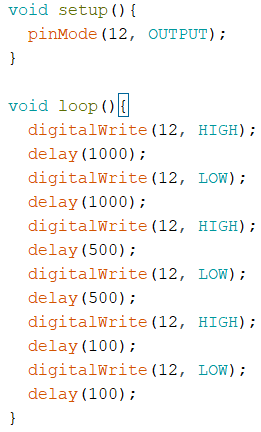 void setup(){
  pinMode(12, OUTPUT);
}

void loop(){
  digitalWrite(12, HIGH);
  delay(1000);
  digitalWrite(12, LOW);
  delay(1000);
  digitalWrite(12, HIGH);
  delay(500);
  digitalWrite(12, LOW);
  delay(500);
  digitalWrite(12, HIGH);
  delay(100);
  digitalWrite(12, LOW);
  delay(100);
}